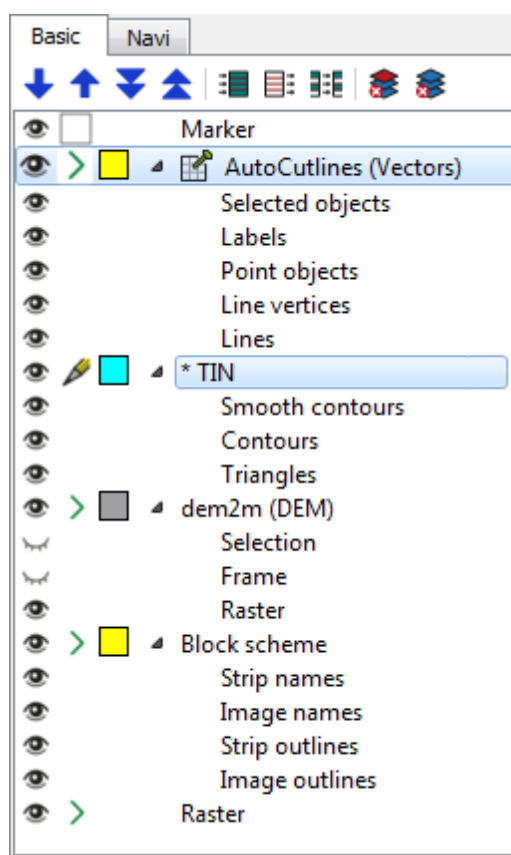 Basic Navi
Marker
AutoCutlines (Vectors)
Selected objects
Labels
Point objects
Line vertices
Lines
* TIN
Smooth contours
Contours
Triangles
dem2m (DEM)
Selection
Frame
Raster
Block scheme
Strip names
Image names
Strip outlines
Image outlines
Raster